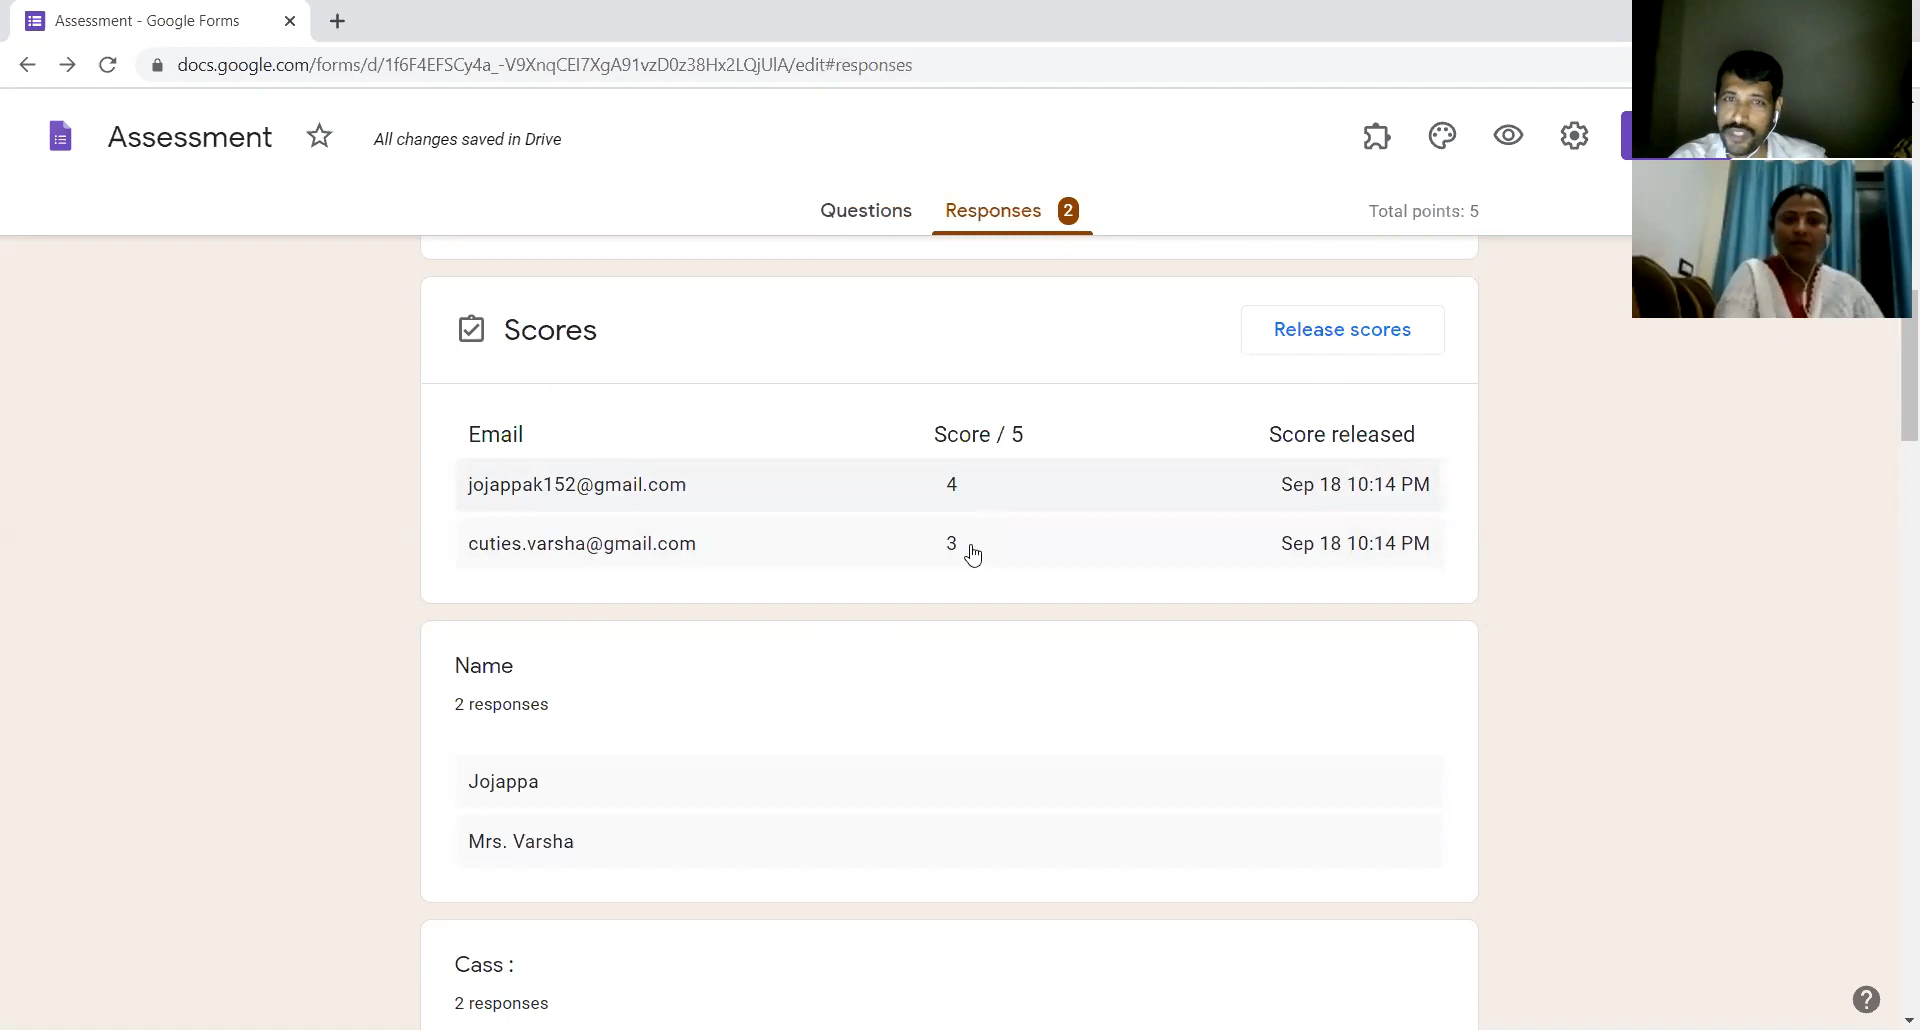 Assessment - Google Forms
docs.google.com/forms/d/1f6F4EFSCy4a_-V9XnqCEI7XgA91vzD0z38Hx2LQjUlA/edit#responses
Assessment
All changes saved in Drive
Questions
Responses 2
Total points: 5
Scores
Release scores
Email Score / 5 Score released
jojappak152@gmail.com 4 Sep 18 10:14 PM
cuties.varsha@gmail.com 3 Sep 18 10:14 PM
Name
2 responses
Jojappa
Mrs. Varsha
Cass :
2 responses